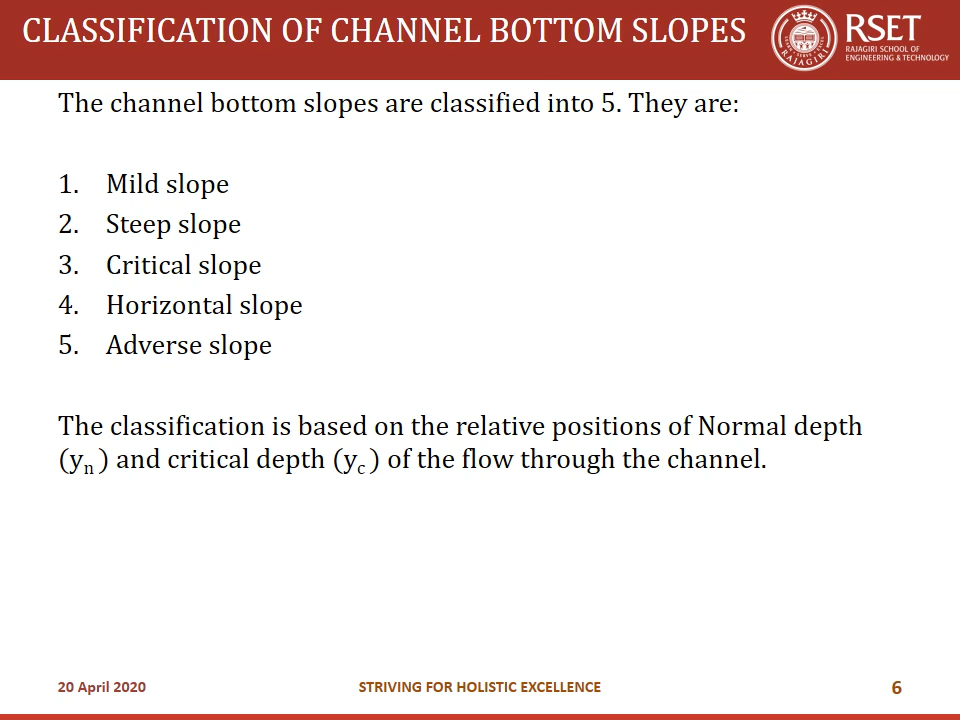 CLASSIFICATION OF CHANNEL BOTTOM SLOPES
RSET
RAJAGIRI SCHOOL OF
ENGINEERING & TECHNOLOGY
RAJAGIRI
The channel bottom slopes are classified into 5. They are:
1. Mild slope
2. Steep slope
3. Critical slope
4. Horizontal slope
5. Adverse slope
The classification is based on the relative positions of Normal depth
(yn ) and critical depth (yc ) of the flow through the channel.
20 April 2020
STRIVING FOR HOLISTIC EXCELLENCE
6